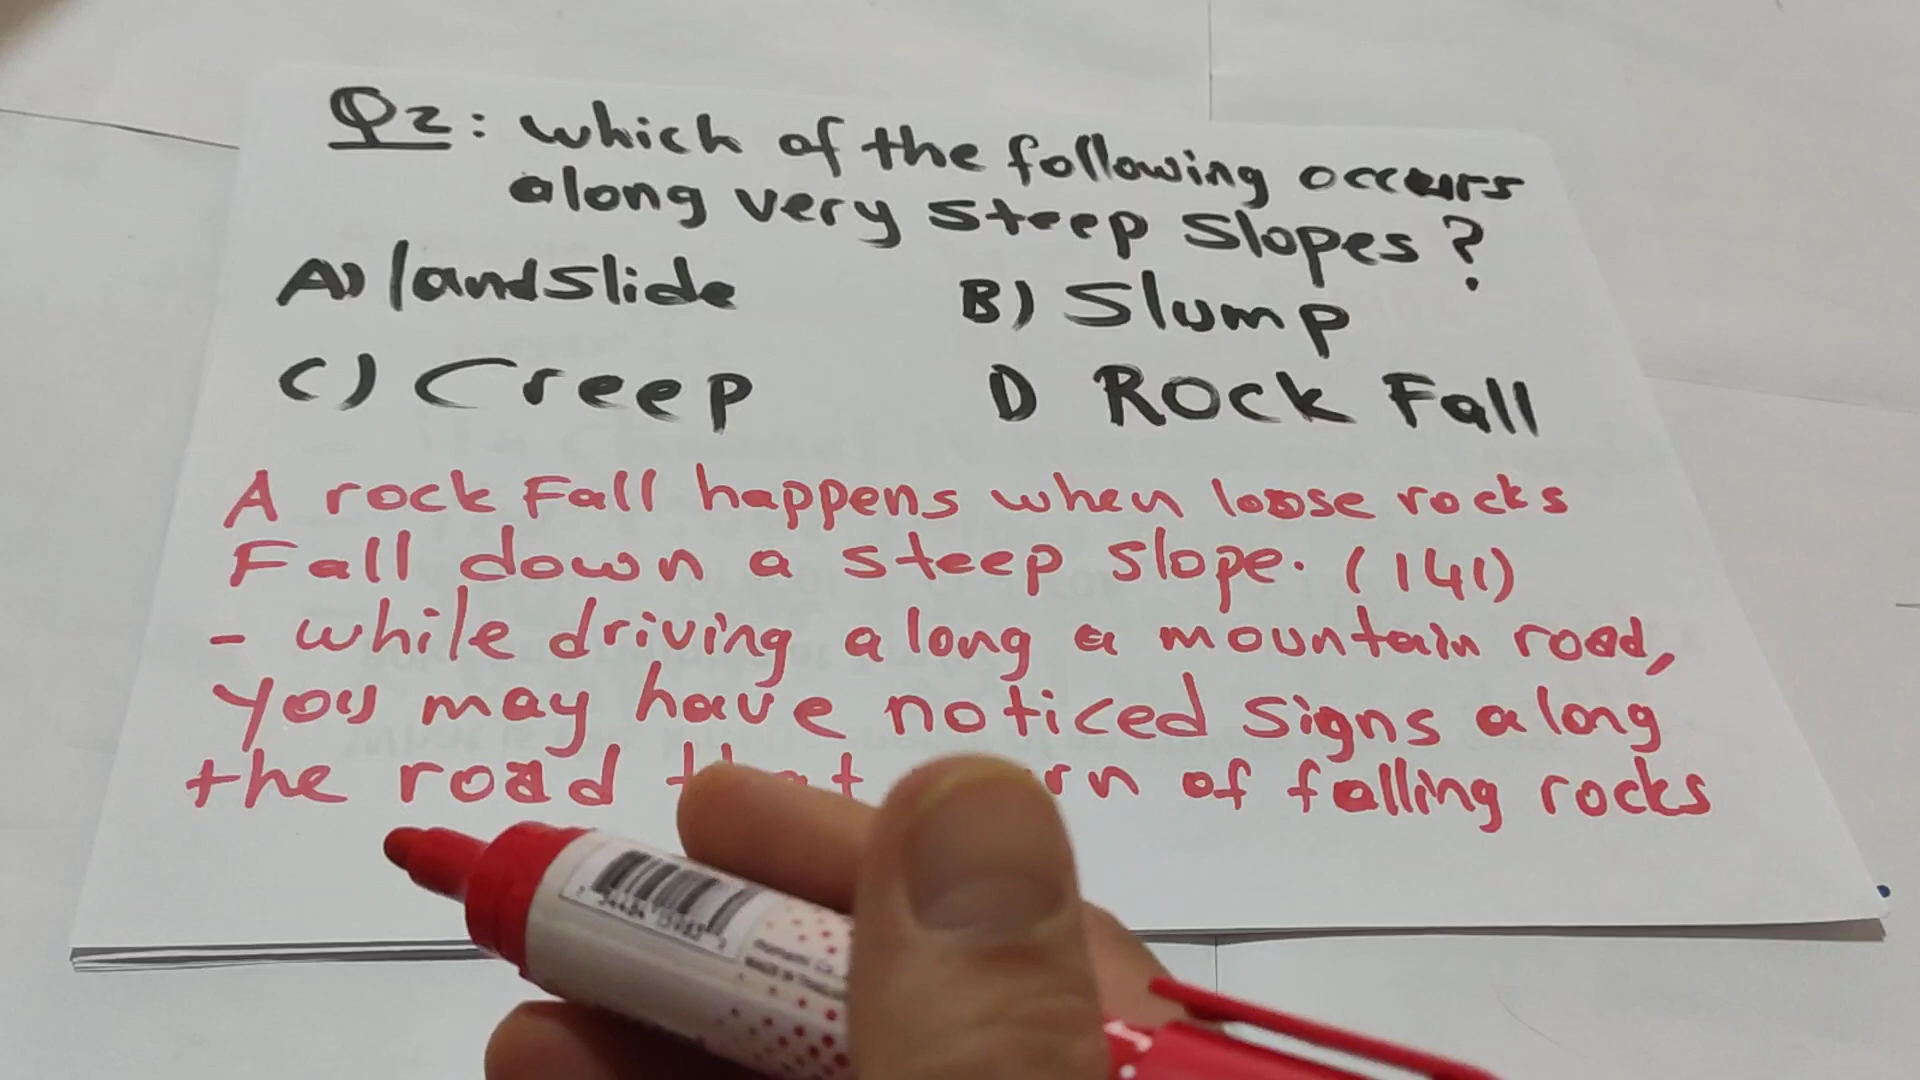 Q2: which of the following occurs
along very steep slopes?
A) landslide B) Slump
C) Creep D Rock Fall
A rock Fall happens when loose rocks
Fall down a steep slope. (141)
- while driving along a mountain road,
you may have noticed signs along
the road of falling rocks